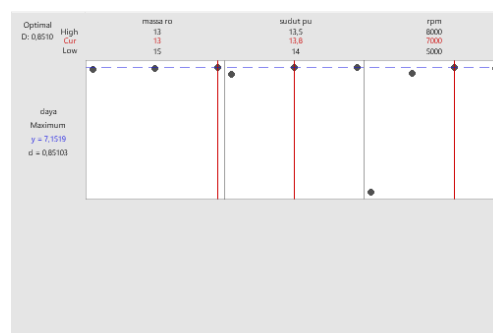 Optimal
D: 0,8510
High
Cur
Low
massa ro
13
13
15
sudut pu
13,5
13,8
14
rpm
8000
7000
5000
daya
Maximum
y = 7,1519
d = 0,85103